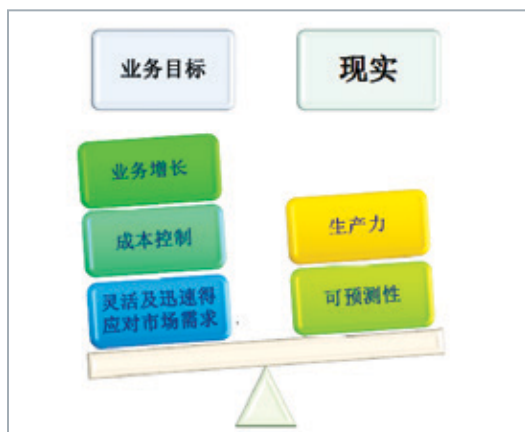 业务目标
现实
业务增长
成本控制
灵活及迅速得
应对市场需求
生产力
可预测性